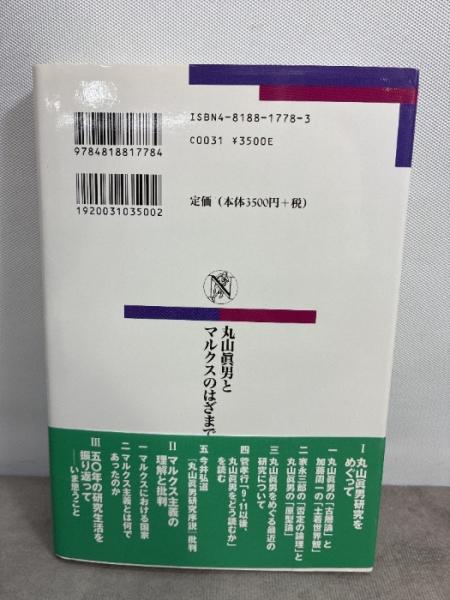 ISBN4-8188-1778-3
C0031 ¥3500E
9784818817784
定価（本体3500円＋税）
1920031035002
N
丸山眞男と
マルクスのはざまで
Ⅰ 丸山眞男研究を
めぐって
一 丸山眞男の「古層論」と
加藤周一の「土着世界観」
二 家永三郎の「否定の論理」と
丸山眞男の「原型論」
三 丸山眞男をめぐる最近の
研究について
四 菅孝行「9・11以後、
丸山眞男をどう読むか」
を読む
五 今井弘道
『丸山眞男研究序説』批判
Ⅱ マルクス主義の
理解と批判
一 マルクスにおける国家
二 マルクス主義とは何で
あったのか
Ⅲ 五〇年の研究生活を
振り返って
──いま思うこと